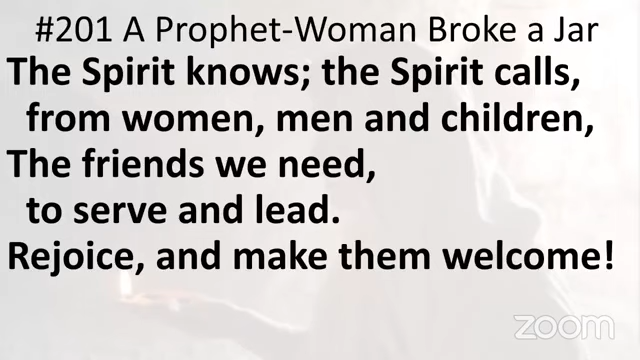 #201 A Prophet-Woman Broke a Jar
The Spirit knows; the Spirit calls,
from women, men and children,
The friends we need,
to serve and lead.
Rejoice, and make them welcome!
zoom